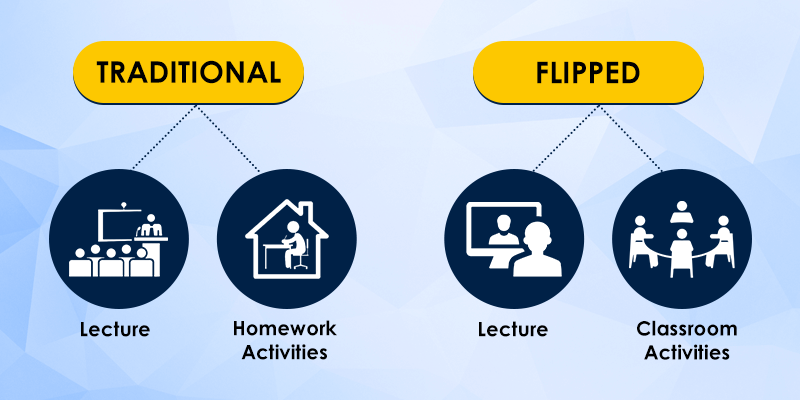 TRADITIONAL
Lecture
Homework
Activities
FLIPPED
Lecture
Classroom
Activities